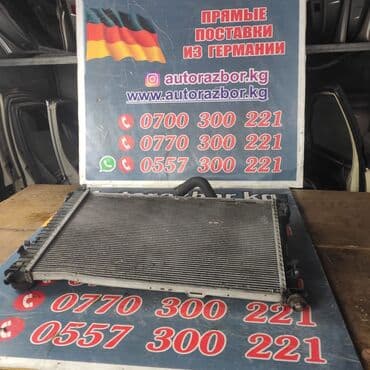 ПРЯМЫЕ
ПОСТАВКИ
ИЗ ГЕРМАНИИ
autorazbor.kg
www.autorazbor.kg
0700 300 221
0770 300 221
0557 300 221
0770 300 221
0557 300 221